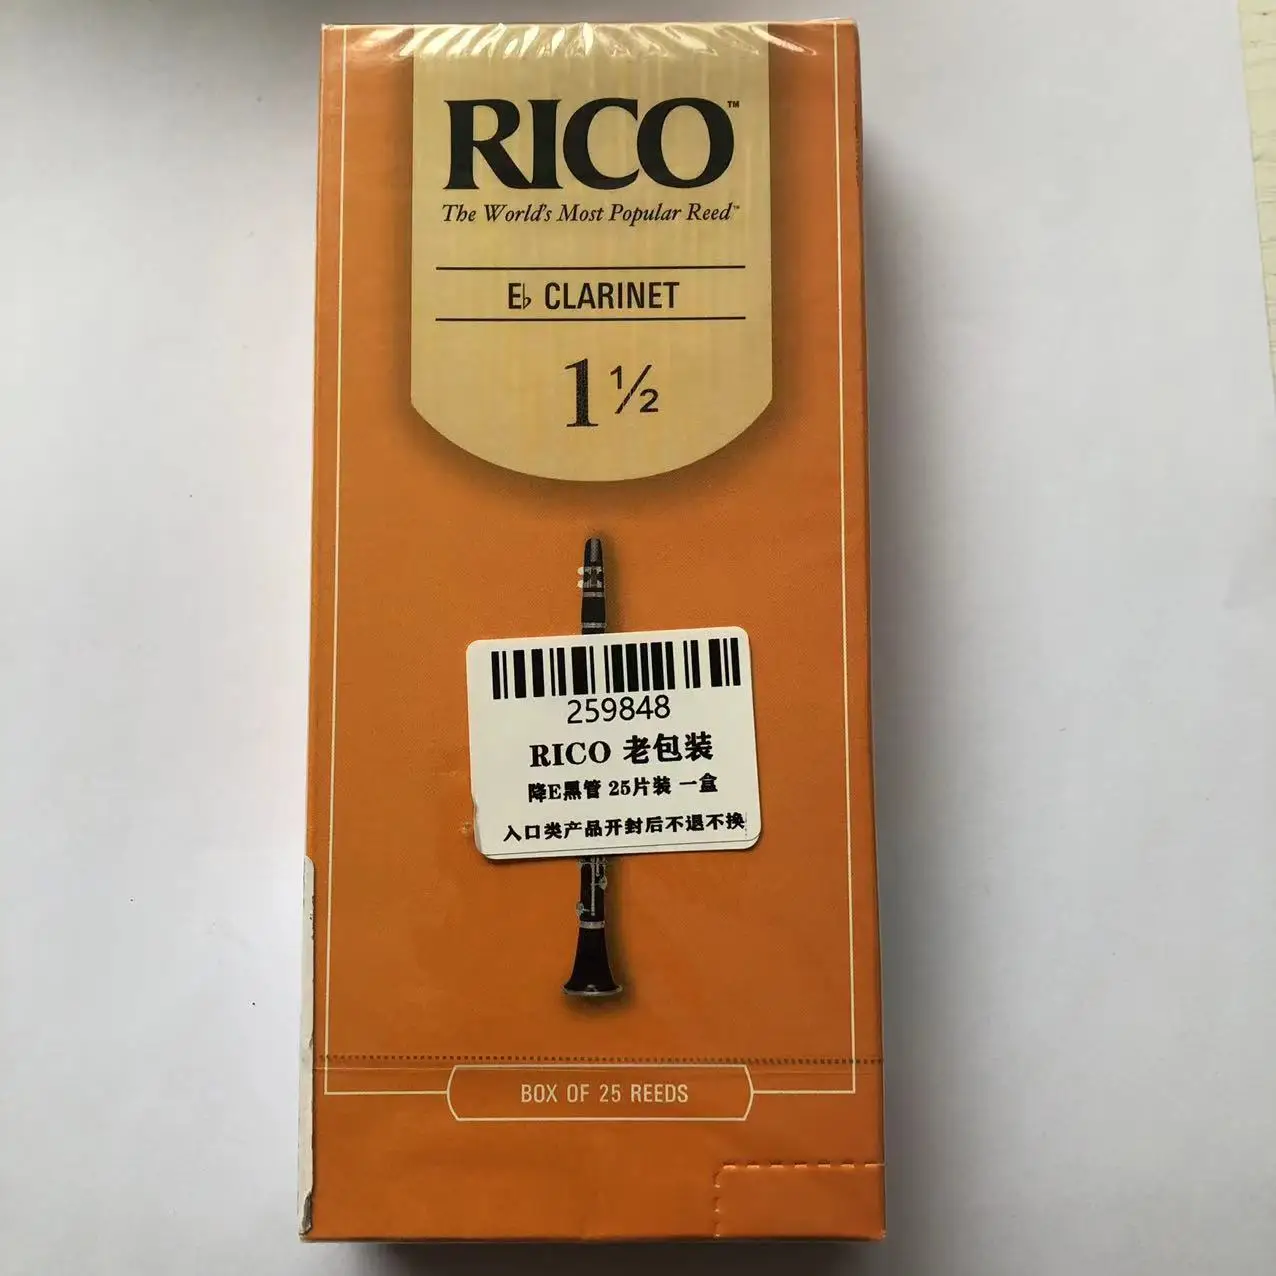 RICO™
The World's Most Popular Reed™
E♭ CLARINET
1 ½
259848
RICO 老包装
降E黑管 25片装 一盒
入口类产品开封后不退不换
BOX OF 25 REEDS